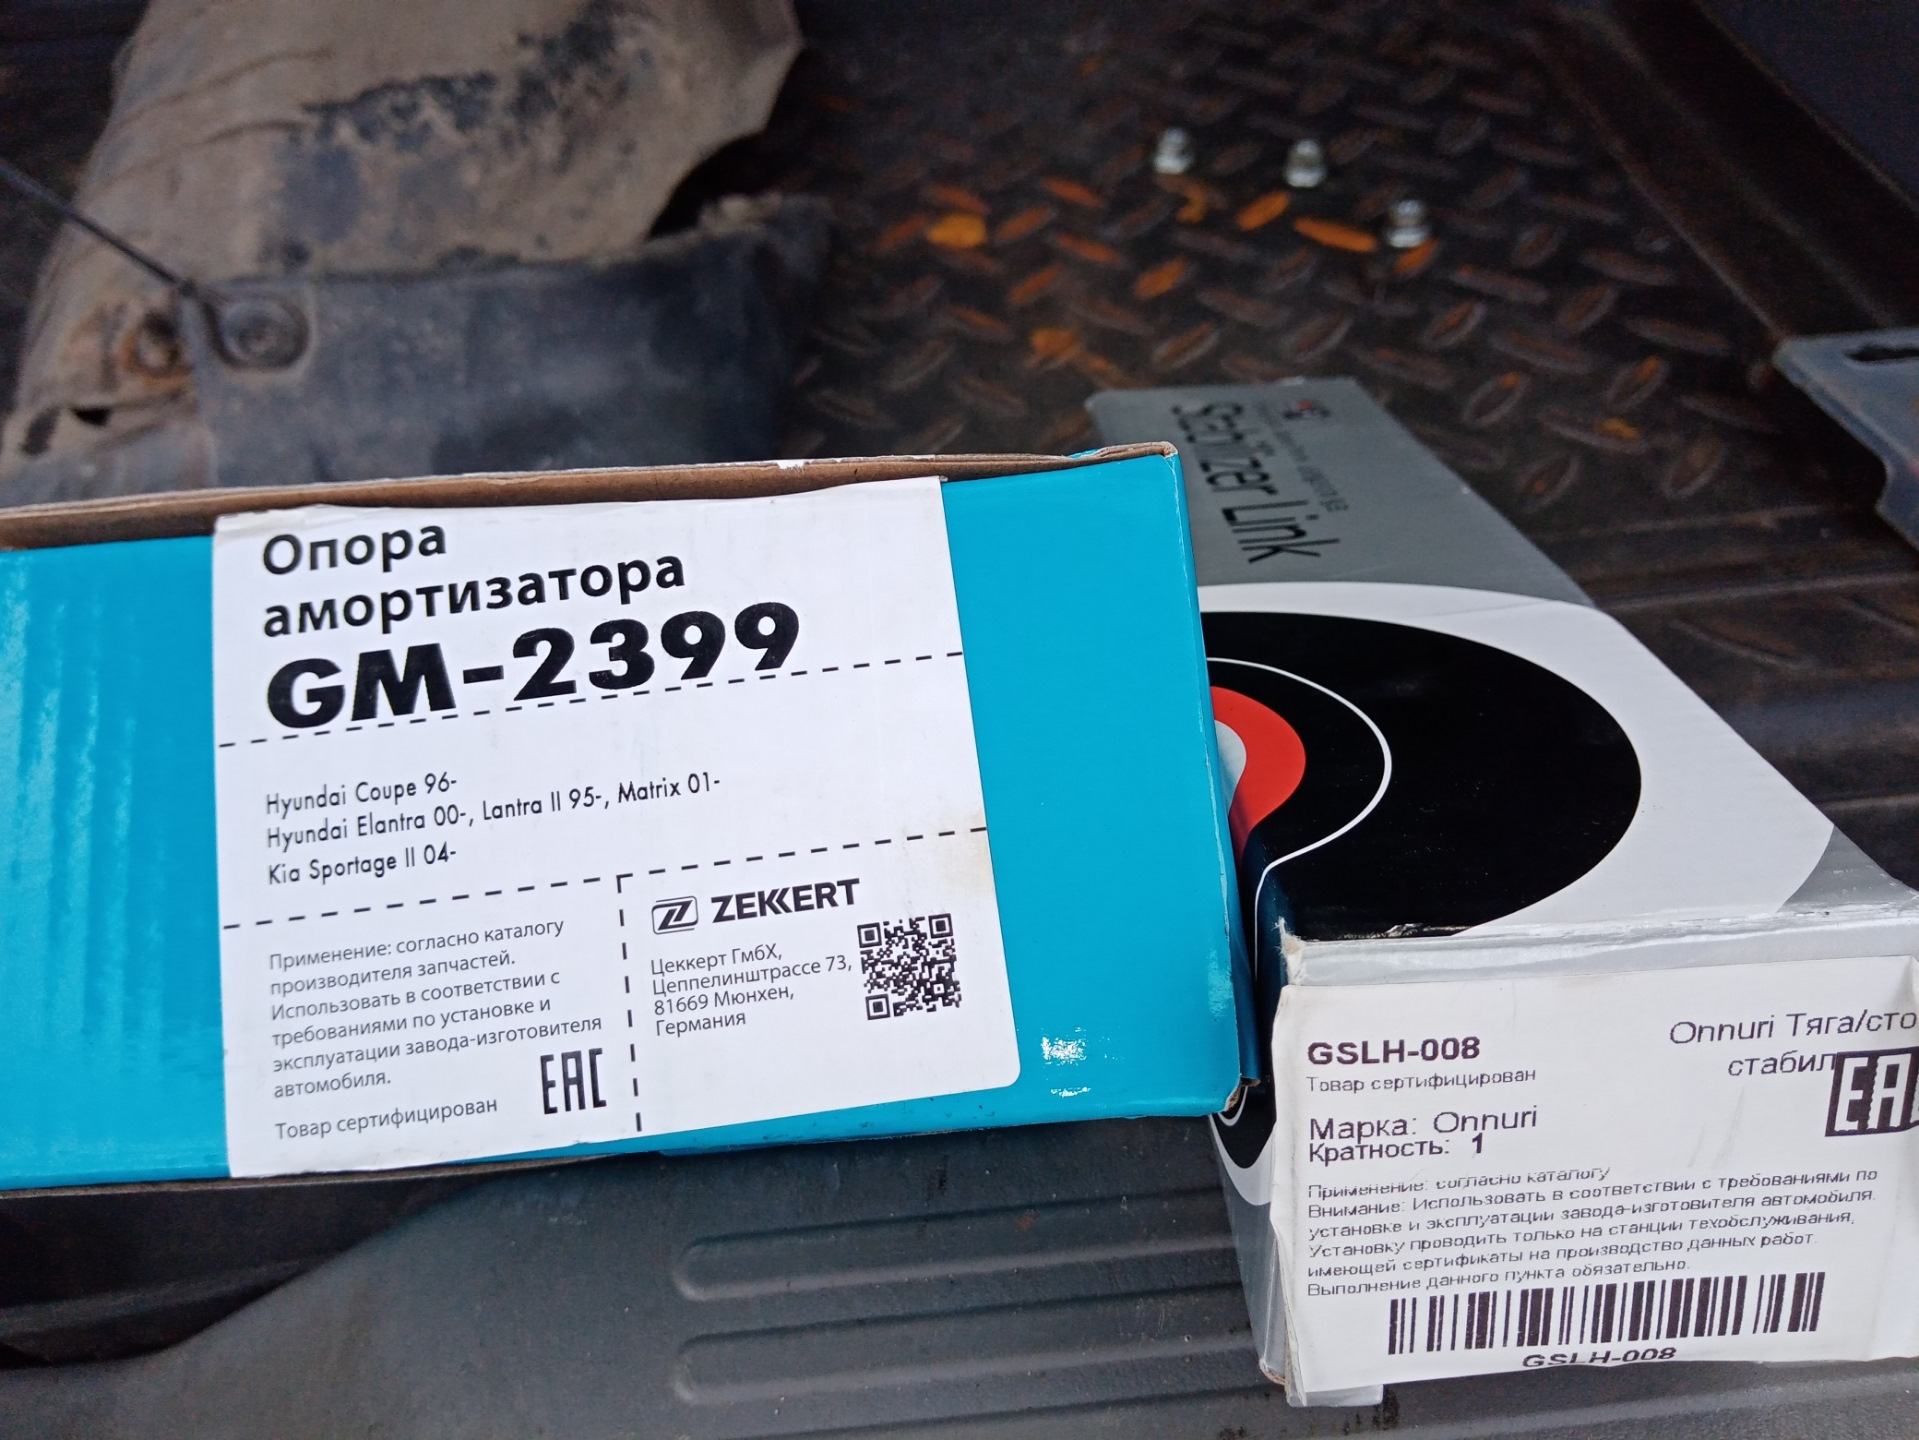 Опора
амортизатора
GM-2399
Hyundai Coupe 96-
Hyundai Elantra 00-, Lantra II 95-, Matrix 01-
Kia Sportage II 04-
Применение: согласно каталогу
производителя запчастей.
Использовать в соответствии с
требованиями по установке и
эксплуатации завода-изготовителя
автомобиля.
Товар сертифицирован
EAC
ZEKKERT
Цеккерт ГмбХ,
Цеппелинштрассе 73,
81669 Мюнхен,
Германия
Stabilizer Link
GSLH-008
Товар сертифицирован
Onnuri Тяга/сто
стабил
EA
Марка: Onnuri
Кратность: 1
Применение: согласно каталогу
Внимание: Использовать в соответствии с требованиями по
установке и эксплуатации завода-изготовителя автомобиля.
Установку проводить только на станции техобслуживания,
имеющей сертификаты на производство данных работ.
Выполнение данного пункта обязательно.
GSLH-008